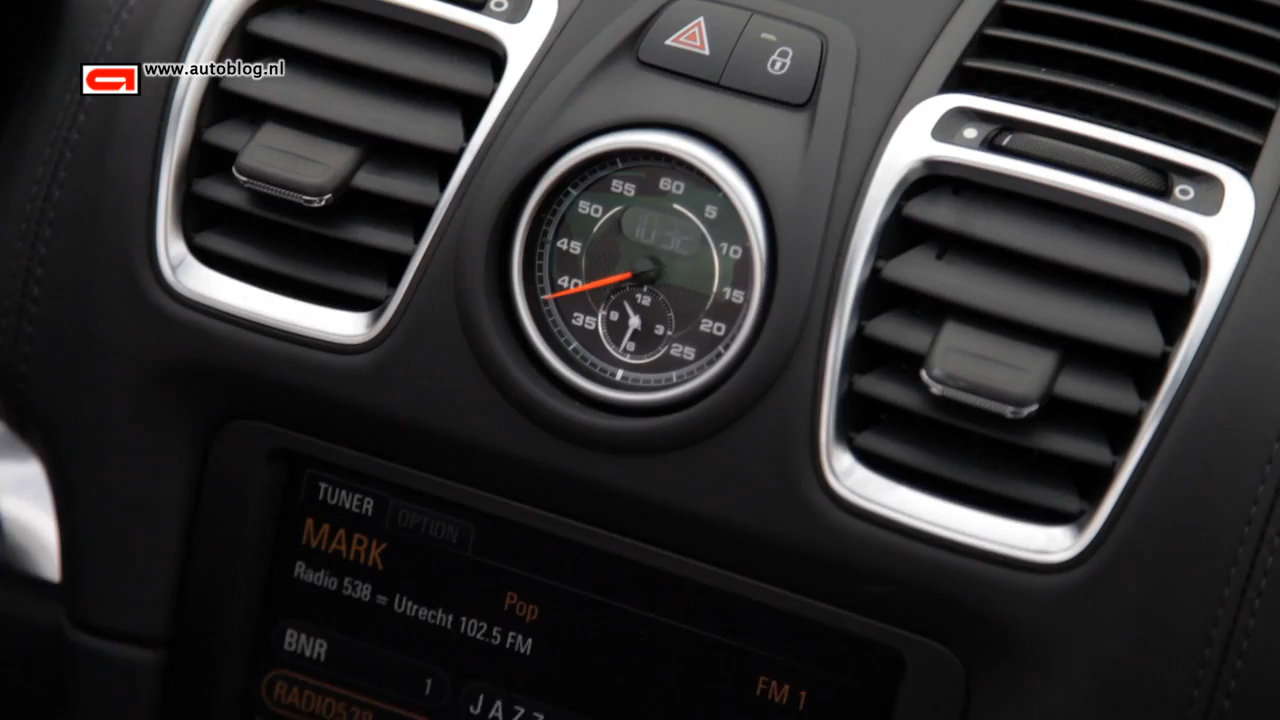 www.autoblog.nl
60
55
5
50
10
45
15
40
12
35
9
3
20
6
25
TUNER
OPTION
MARK
Pop
Radio 538 = Utrecht 102.5 FM
BNR
1
FM 1
RADIO538
JAZZ